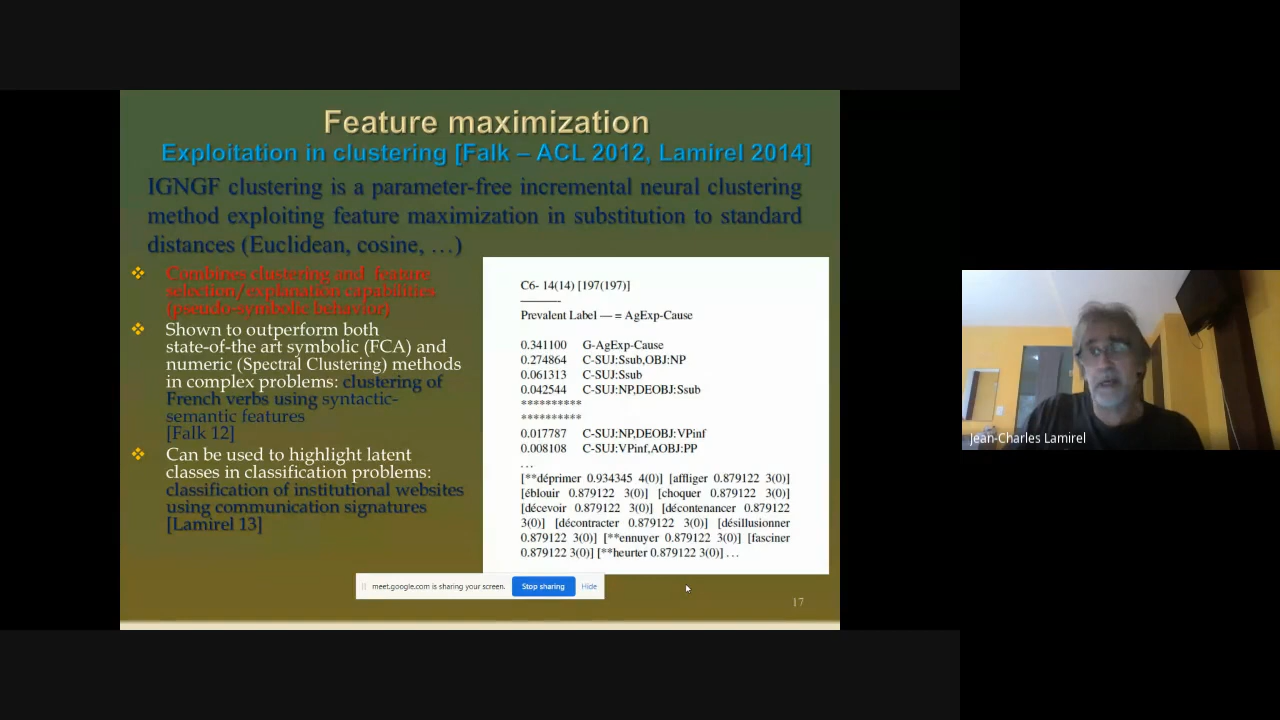 Feature maximization
Exploitation in clustering [Falk – ACL 2012, Lamirel 2014]
IGNGF clustering is a parameter-free incremental neural clustering
method exploiting feature maximization in substitution to standard
distances (Euclidean, cosine, …)
Combines clustering and feature
selection/explanation capabilities
(pseudo-symbolic behavior)
Shown to outperform both
state-of-the art symbolic (FCA) and
numeric (Spectral Clustering) methods
in complex problems: clustering of
French verbs using syntactic-
semantic features
[Falk 12]
Can be used to highlight latent
classes in classification problems:
classification of institutional websites
using communication signatures
[Lamirel 13]
C6- 14(14) [197(197)]
———-
Prevalent Label — = AgExp-Cause
0.341100 G-AgExp-Cause
0.274864 C-SUJ:Ssub,OBJ:NP
0.061313 C-SUJ:Ssub
0.042544 C-SUJ:NP,DEOBJ:Ssub
**********
**********
0.017787 C-SUJ:NP,DEOBJ:VPinf
0.008108 C-SUJ:VPinf,AOBJ:PP
...
[**déprimer 0.934345 4(0)] [affliger 0.879122 3(0)]
[éblouir 0.879122 3(0)] [choquer 0.879122 3(0)]
[décevoir 0.879122 3(0)] [décontenancer 0.879122
3(0)] [décontracter 0.879122 3(0)] [désillusionner
0.879122 3(0)] [**ennuyer 0.879122 3(0)] [fasciner
0.879122 3(0)] [**heurter 0.879122 3(0)] ...
meet.google.com is sharing your screen. Stop sharing Hide
17
Jean-Charles Lamirel